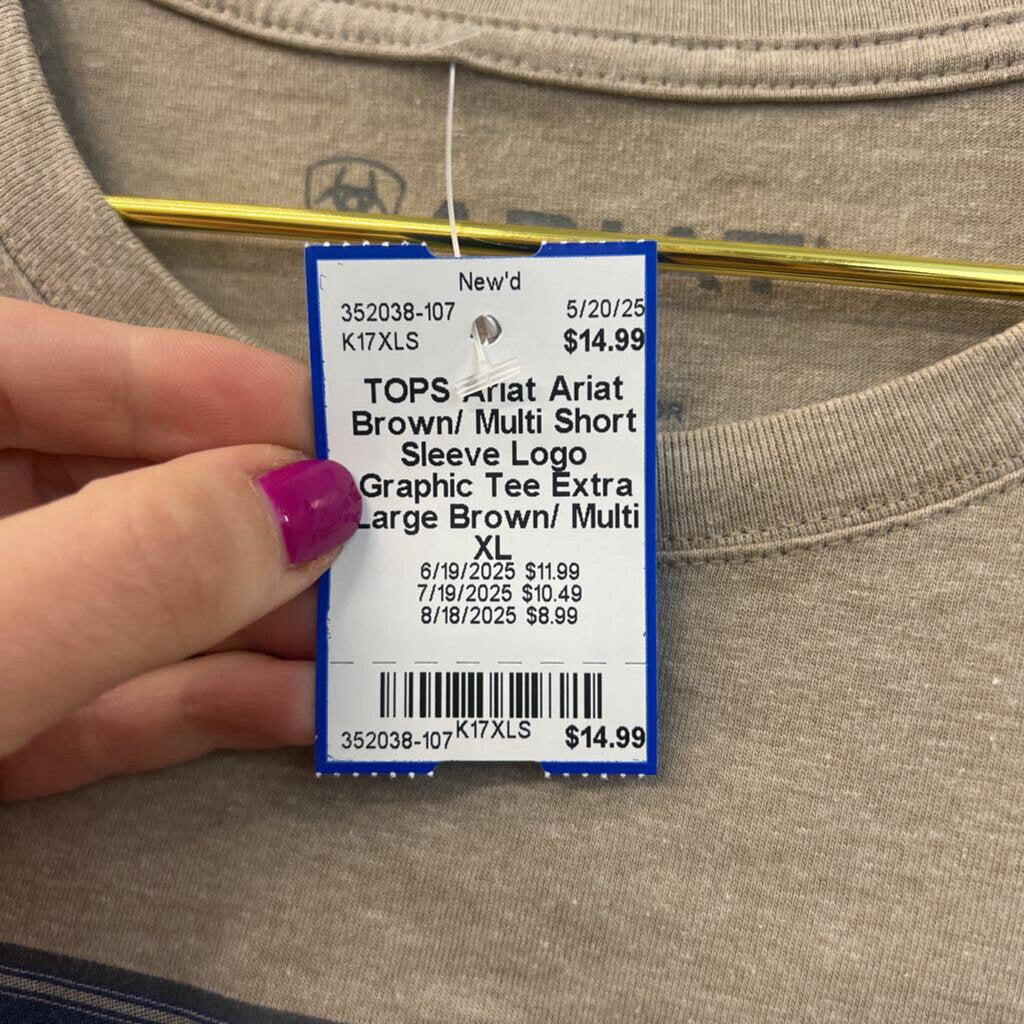 ARIAT
New'd
352038-107 5/20/25
K17XLS $14.99
TOPS Ariat Ariat
Brown/ Multi Short
Sleeve Logo
Graphic Tee Extra
Large Brown/ Multi
XL
6/19/2025 $11.99
7/19/2025 $10.49
8/18/2025 $8.99
352038-107 K17XLS $14.99